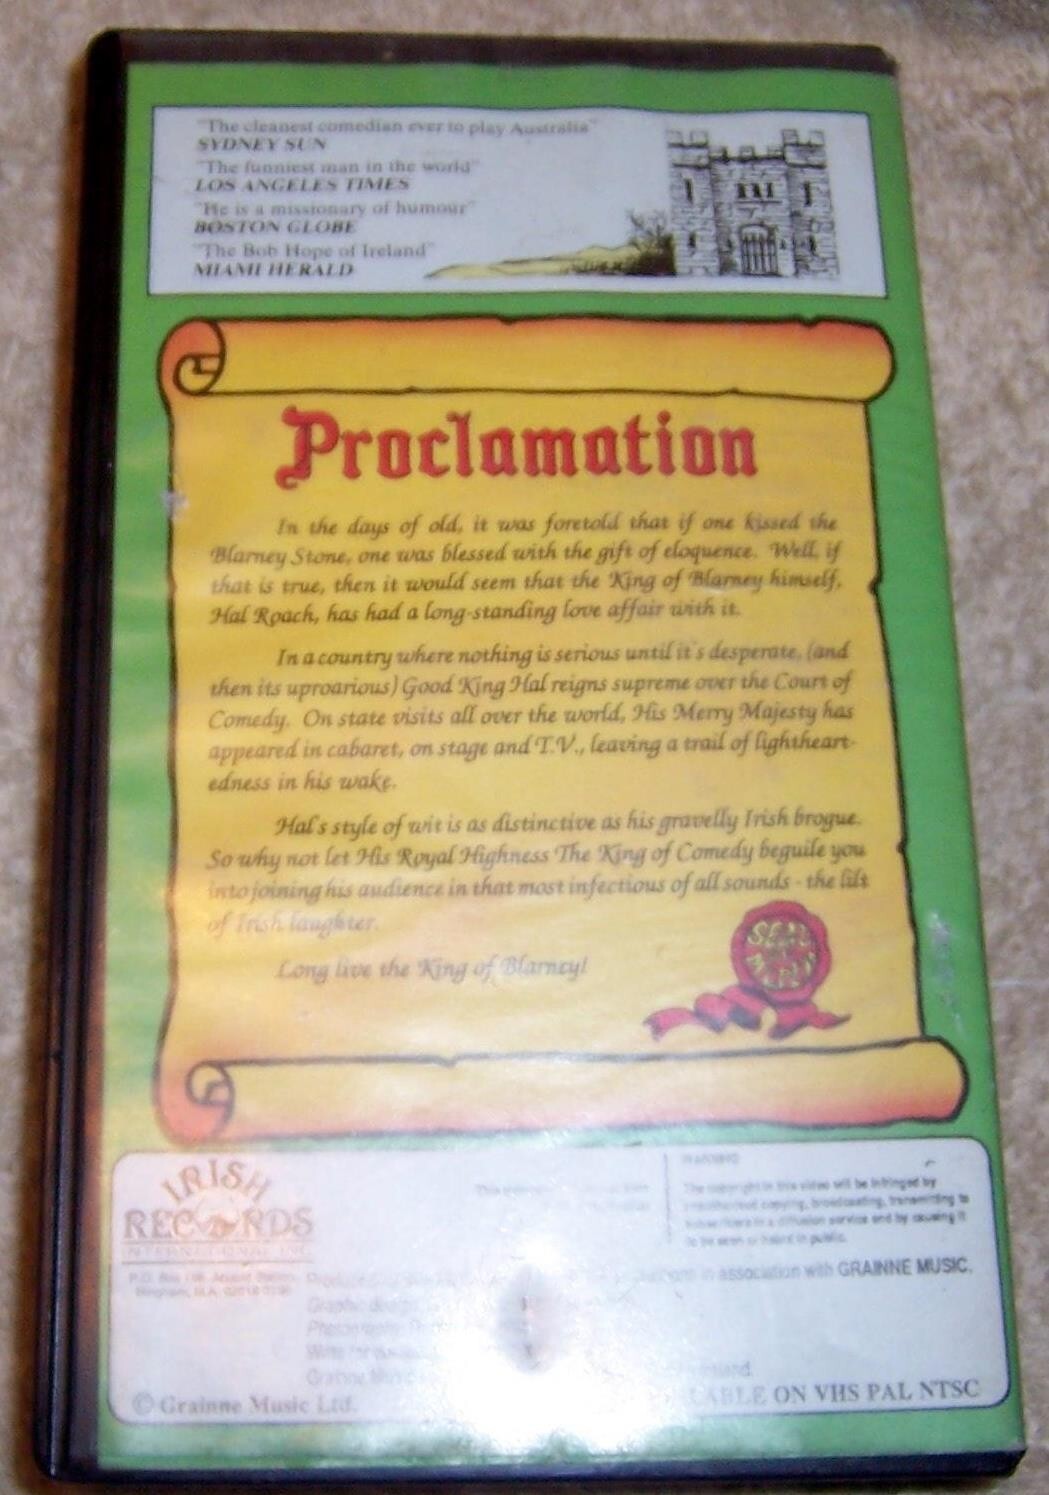 "The cleanest comedian ever to play Australia"
SYDNEY SUN
"The funniest man in the world"
LOS ANGELES TIMES
"He is a missionary of humour"
BOSTON GLOBE
"The Bob Hope of Ireland"
MIAMI HERALD
Proclamation
In the days of old, it was foretold that if one kissed the
Blarney Stone, one was blessed with the gift of eloquence. Well, if
that is true, then it would seem that the King of Blarney himself,
Hal Roach, has had a long-standing love affair with it.
In a country where nothing is serious until it's desperate, (and
then its uproarious) Good King Hal reigns supreme over the Court of
Comedy. On state visits all over the world, His Merry Majesty has
appeared in cabaret, on stage and T.V., leaving a trail of lightheart-
edness in his wake.
Hal's style of wit is as distinctive as his gravelly Irish brogue.
So why not let His Royal Highness The King of Comedy beguile you
into joining his audience in that most infectious of all sounds - the lilt
of Irish laughter.
Long live the King of Blarney!
SEAL
IRISH
RECORDS
INTERNATIONAL INC.
WARNING
The copyright in this video will be infringed by
unauthorised copying, broadcasting, transmitting to
subscribers in a diffusion service and by causing it
to be seen or heard in public.
in association with GRAINNE MUSIC.
Graphic design
© Grainne Music Ltd.
ON VHS PAL NTSC